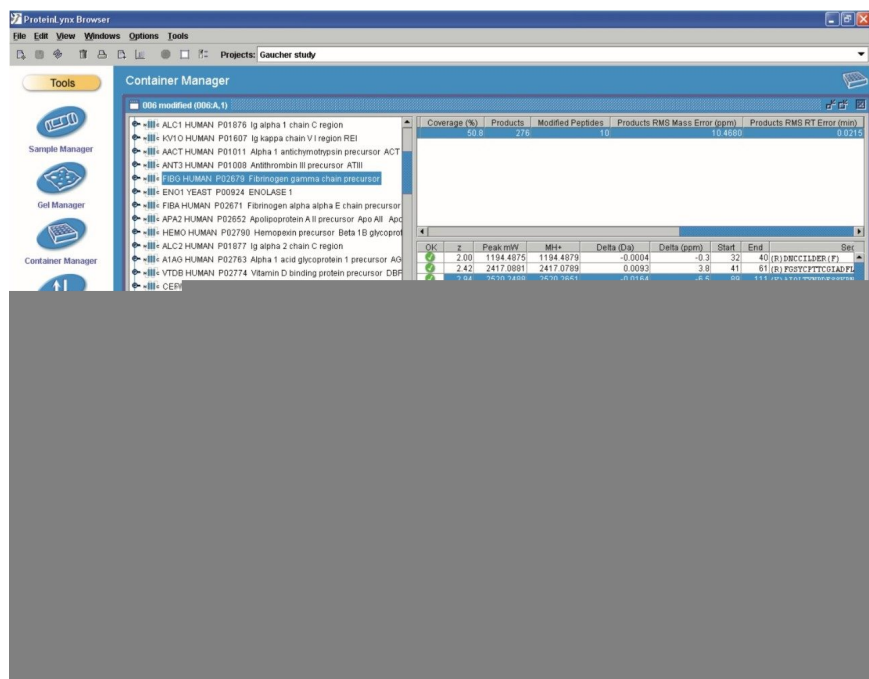 ProteinLynx Browser
File Edit View Windows Options Tools
Projects: Gaucher study
Tools
Container Manager
006 modified (006:A,1)
Sample Manager
Gel Manager
Container Manager
ALC1 HUMAN P01876 Ig alpha 1 chain C region
KV1O HUMAN P01607 Ig kappa chain V I region REI
AACT HUMAN P01011 Alpha 1 antichymotrypsin precursor ACT
ANT3 HUMAN P01008 Antithrombin III precursor ATIII
FIBG HUMAN P02679 Fibrinogen gamma chain precursor
ENO1 YEAST P00924 ENOLASE 1
FIBA HUMAN P02671 Fibrinogen alpha alpha E chain precursor
APA2 HUMAN P02652 Apolipoprotein A II precursor Apo AII Apo
HEMO HUMAN P02790 Hemopexin precursor Beta 1B glycoprot
ALC2 HUMAN P01877 Ig alpha 2 chain C region
A1AG HUMAN P02763 Alpha 1 acid glycoprotein 1 precursor AG
VTDB HUMAN P02774 Vitamin D binding protein precursor DBP
Coverage (%) Products Modified Peptides Products RMS Mass Error (ppm) Products RMS RT Error (min)
50.8 276 10 10.4680 0.0215
OK z Peak mW MH+ Delta (Da) Delta (ppm) Start End Sec
2.00 1194.4875 1194.4879 -0.0004 -0.3 32 40 (R)DNCCILDER(F)
2.42 2417.0881 2417.0789 0.0093 3.8 41 61 (R)FGSYCPTTCGIADFL